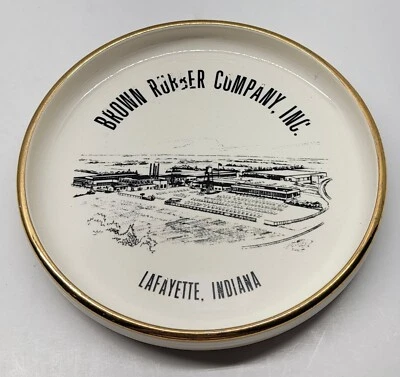 BROWN RUBBER COMPANY, INC.
LAFAYETTE, INDIANA